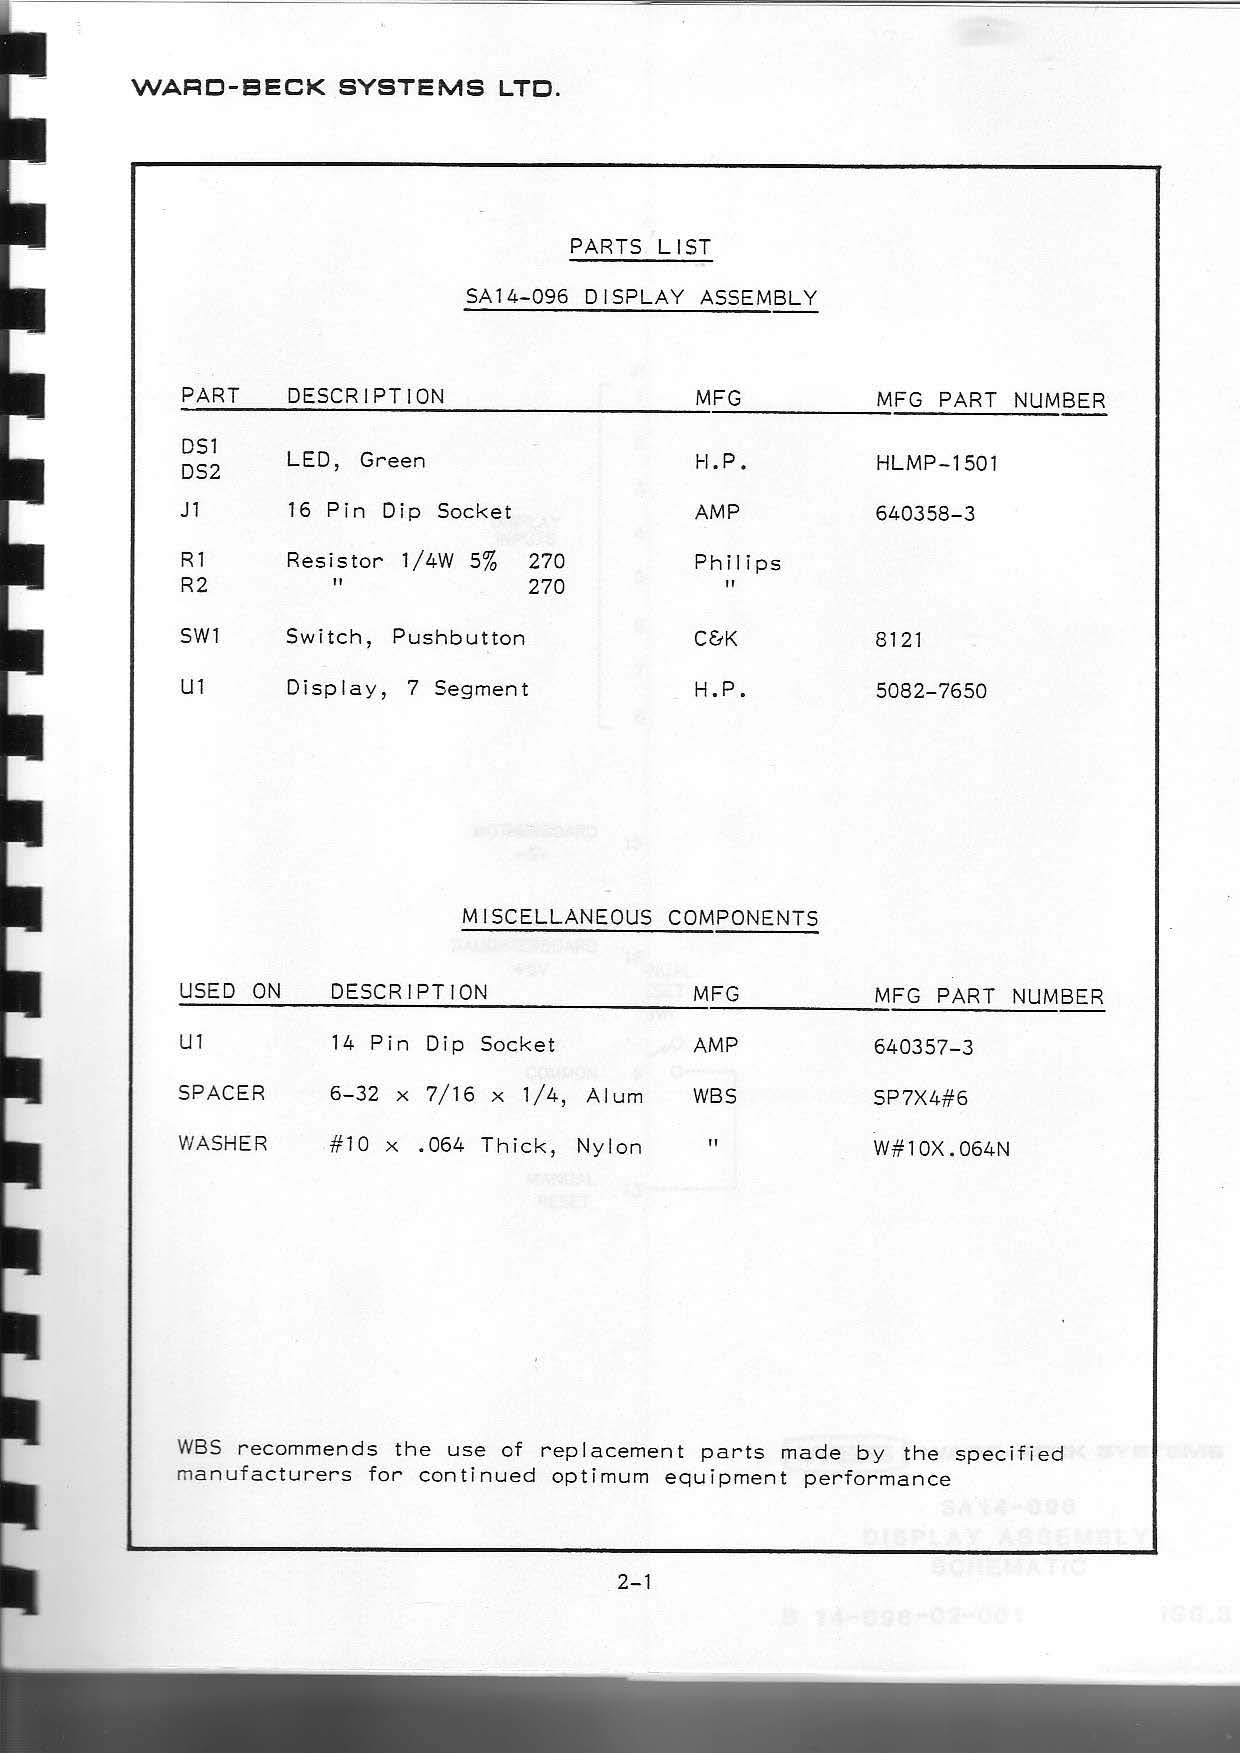 WARD-BECK SYSTEMS LTD.
PARTS LIST
SA14-096 DISPLAY ASSEMBLY
PART DESCRIPTION MFG MFG PART NUMBER
DS1
DS2 LED, Green H.P. HLMP-1501
J1 16 Pin Dip Socket AMP 640358-3
R1 Resistor 1/4W 5% 270 Philips
R2 " 270 "
SW1 Switch, Pushbutton C&K 8121
U1 Display, 7 Segment H.P. 5082-7650
MISCELLANEOUS COMPONENTS
USED ON DESCRIPTION MFG MFG PART NUMBER
U1 14 Pin Dip Socket AMP 640357-3
SPACER 6-32 x 7/16 x 1/4, Alum WBS SP7X4#6
WASHER #10 x .064 Thick, Nylon " W#10X.064N
WBS recommends the use of replacement parts made by the specified
manufacturers for continued optimum equipment performance
2-1